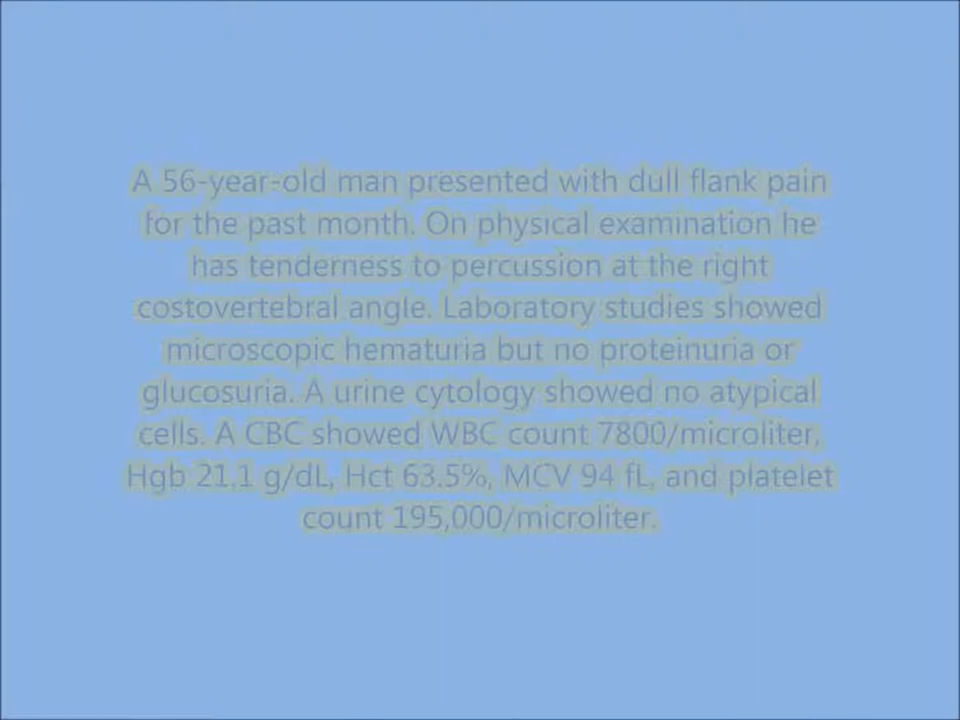 A 56-year-old man presented with dull flank pain
for the past month. On physical examination he
has tenderness to percussion at the right
costovertebral angle. Laboratory studies showed
microscopic hematuria but no proteinuria or
glucosuria. A urine cytology showed no atypical
cells. A CBC showed WBC count 7800/microliter,
Hgb 21.1 g/dL, Hct 63.5%, MCV 94 fL, and platelet
count 195,000/microliter.